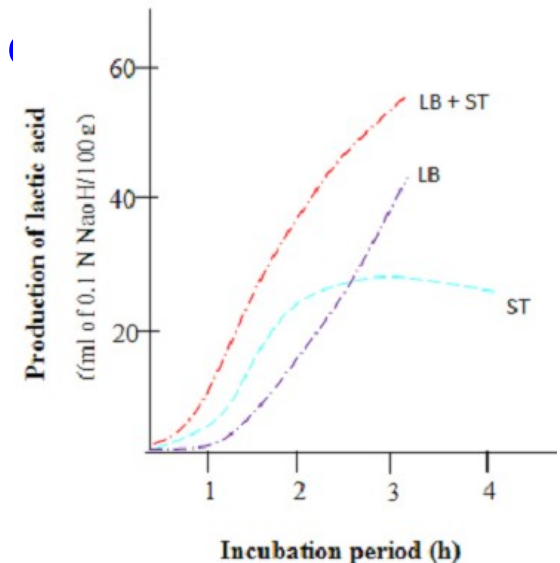 60
LB + ST
LB
40
20
ST
Production of lactic acid
((ml of 0.1 N NaoH/100 g)
1 2 3 4
Incubation period (h)